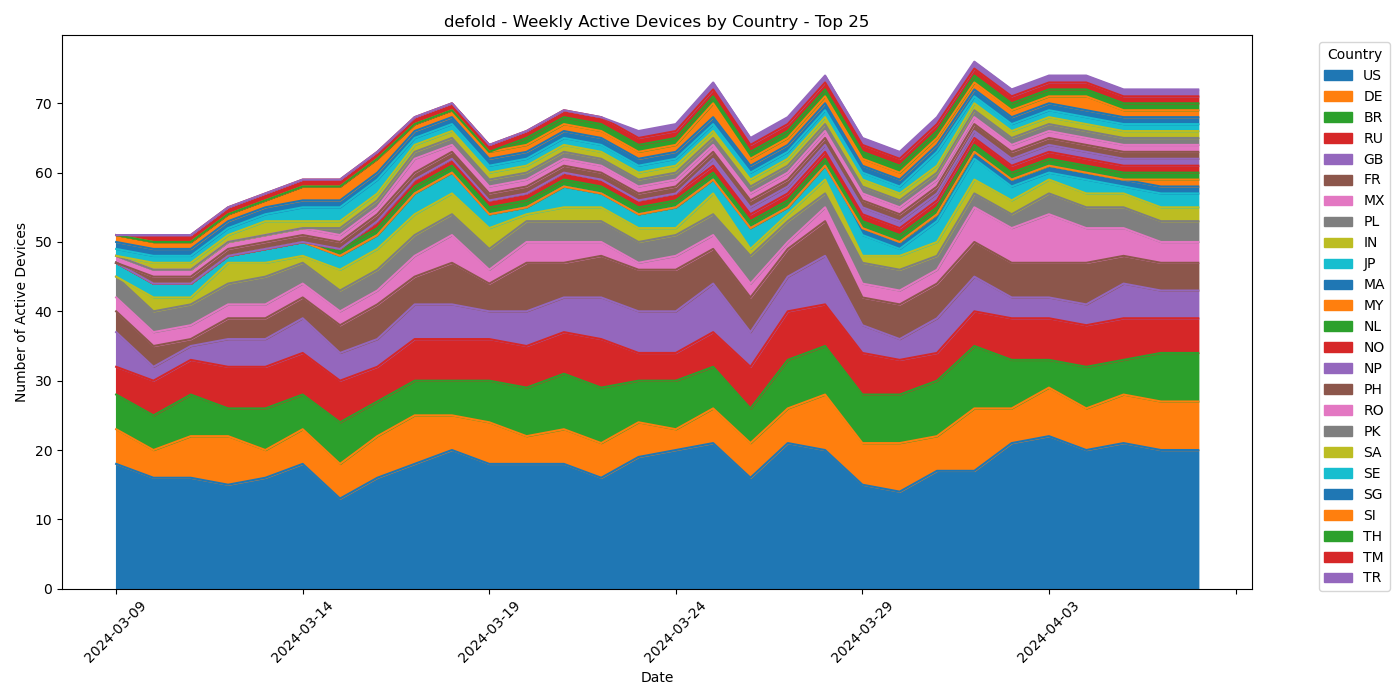 defold - Weekly Active Devices by Country - Top 25
Number of Active Devices
70
60
50
40
30
20
10
0
2024-03-09
2024-03-14
2024-03-19
2024-03-24
2024-03-29
2024-04-03
Date
Country
US
DE
BR
RU
GB
FR
MX
PL
IN
JP
MA
MY
NL
NO
NP
PH
RO
PK
SA
SE
SG
SI
TH
TM
TR